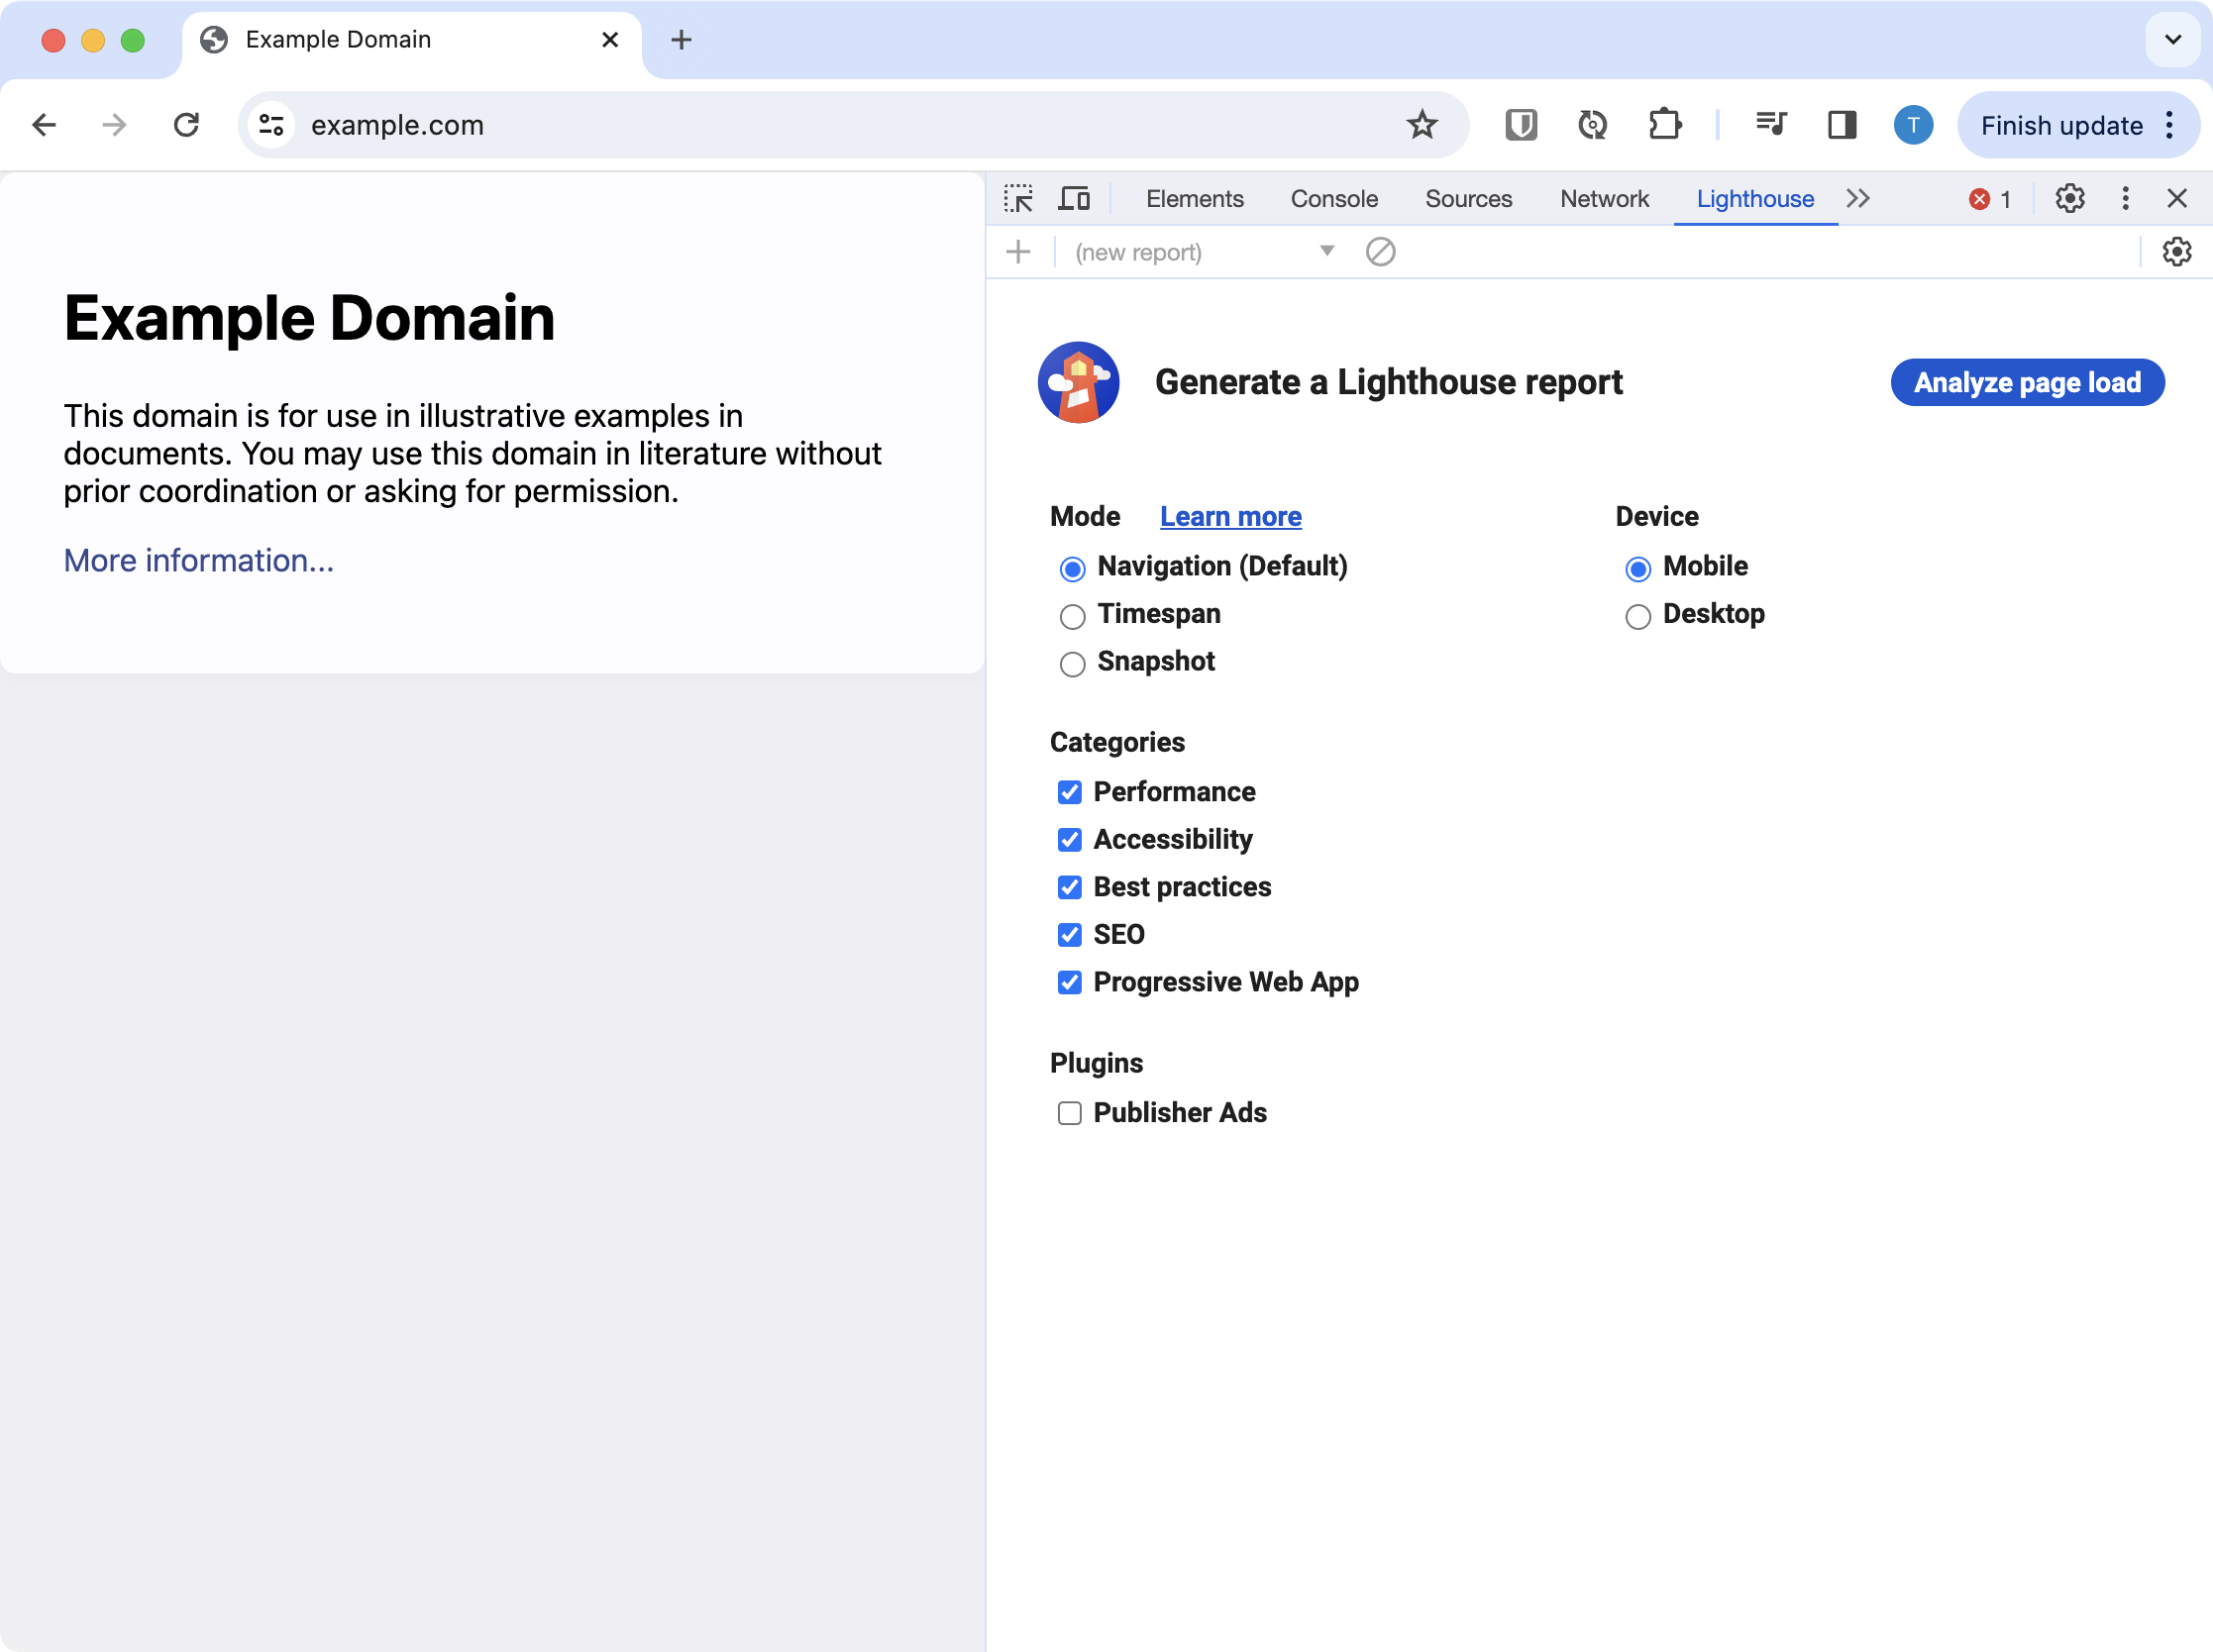 Example Domain
example.com
T
Finish update
Example Domain
This domain is for use in illustrative examples in
documents. You may use this domain in literature without
prior coordination or asking for permission.
More information...
Elements Console Sources Network Lighthouse
1
(new report)
Generate a Lighthouse report
Analyze page load
Mode Learn more
Navigation (Default)
Timespan
Snapshot
Device
Mobile
Desktop
Categories
Performance
Accessibility
Best practices
SEO
Progressive Web App
Plugins
Publisher Ads